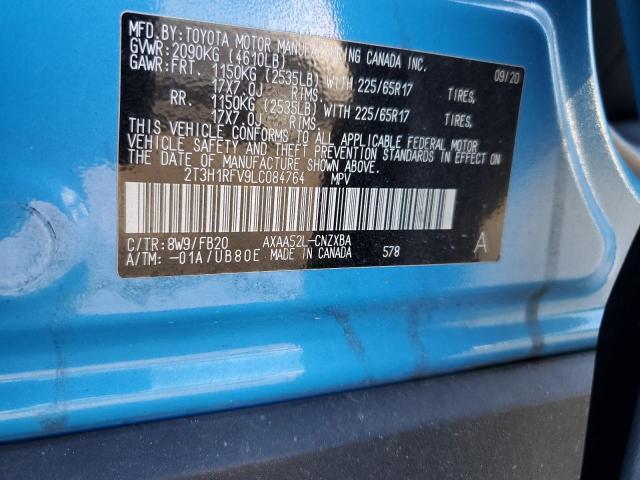 MFD. BY: TOYOTA MOTOR MANUFACTURING CANADA INC.
GVWR: 2090KG (4610LB) 09/20
GAWR: FRT. 1150KG (2535LB) WITH 225/65R17 TIRES,
17X7.0J RIMS
RR. 1150KG (2535LB) WITH 225/65R17 TIRES,
17X7.0J RIMS
THIS VEHICLE CONFORMS TO ALL APPLICABLE FEDERAL MOTOR
VEHICLE SAFETY AND THEFT PREVENTION STANDARDS IN EFFECT
ON THE DATE OF MANUFACTURE SHOWN ABOVE.
2T3H1RFV9LC084764 MPV
C/TR: 8W9/FB20 AXAA52L-CNZXBA A
A/TM: -01A/UB80E MADE IN CANADA 578